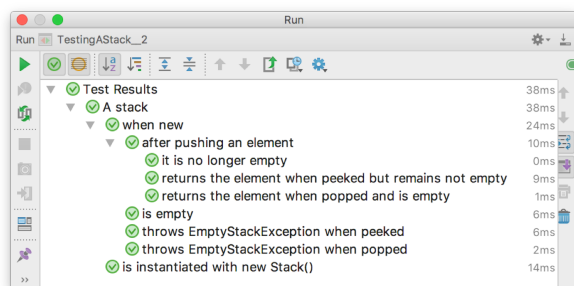 Run
Run TestingAStack__2
Test Results 38ms
A stack 38ms
when new 24ms
after pushing an element 10ms
it is no longer empty 0ms
returns the element when peeked but remains not empty 9ms
returns the element when popped and is empty 1ms
is empty 6ms
throws EmptyStackException when peeked 6ms
throws EmptyStackException when popped 2ms
is instantiated with new Stack() 14ms